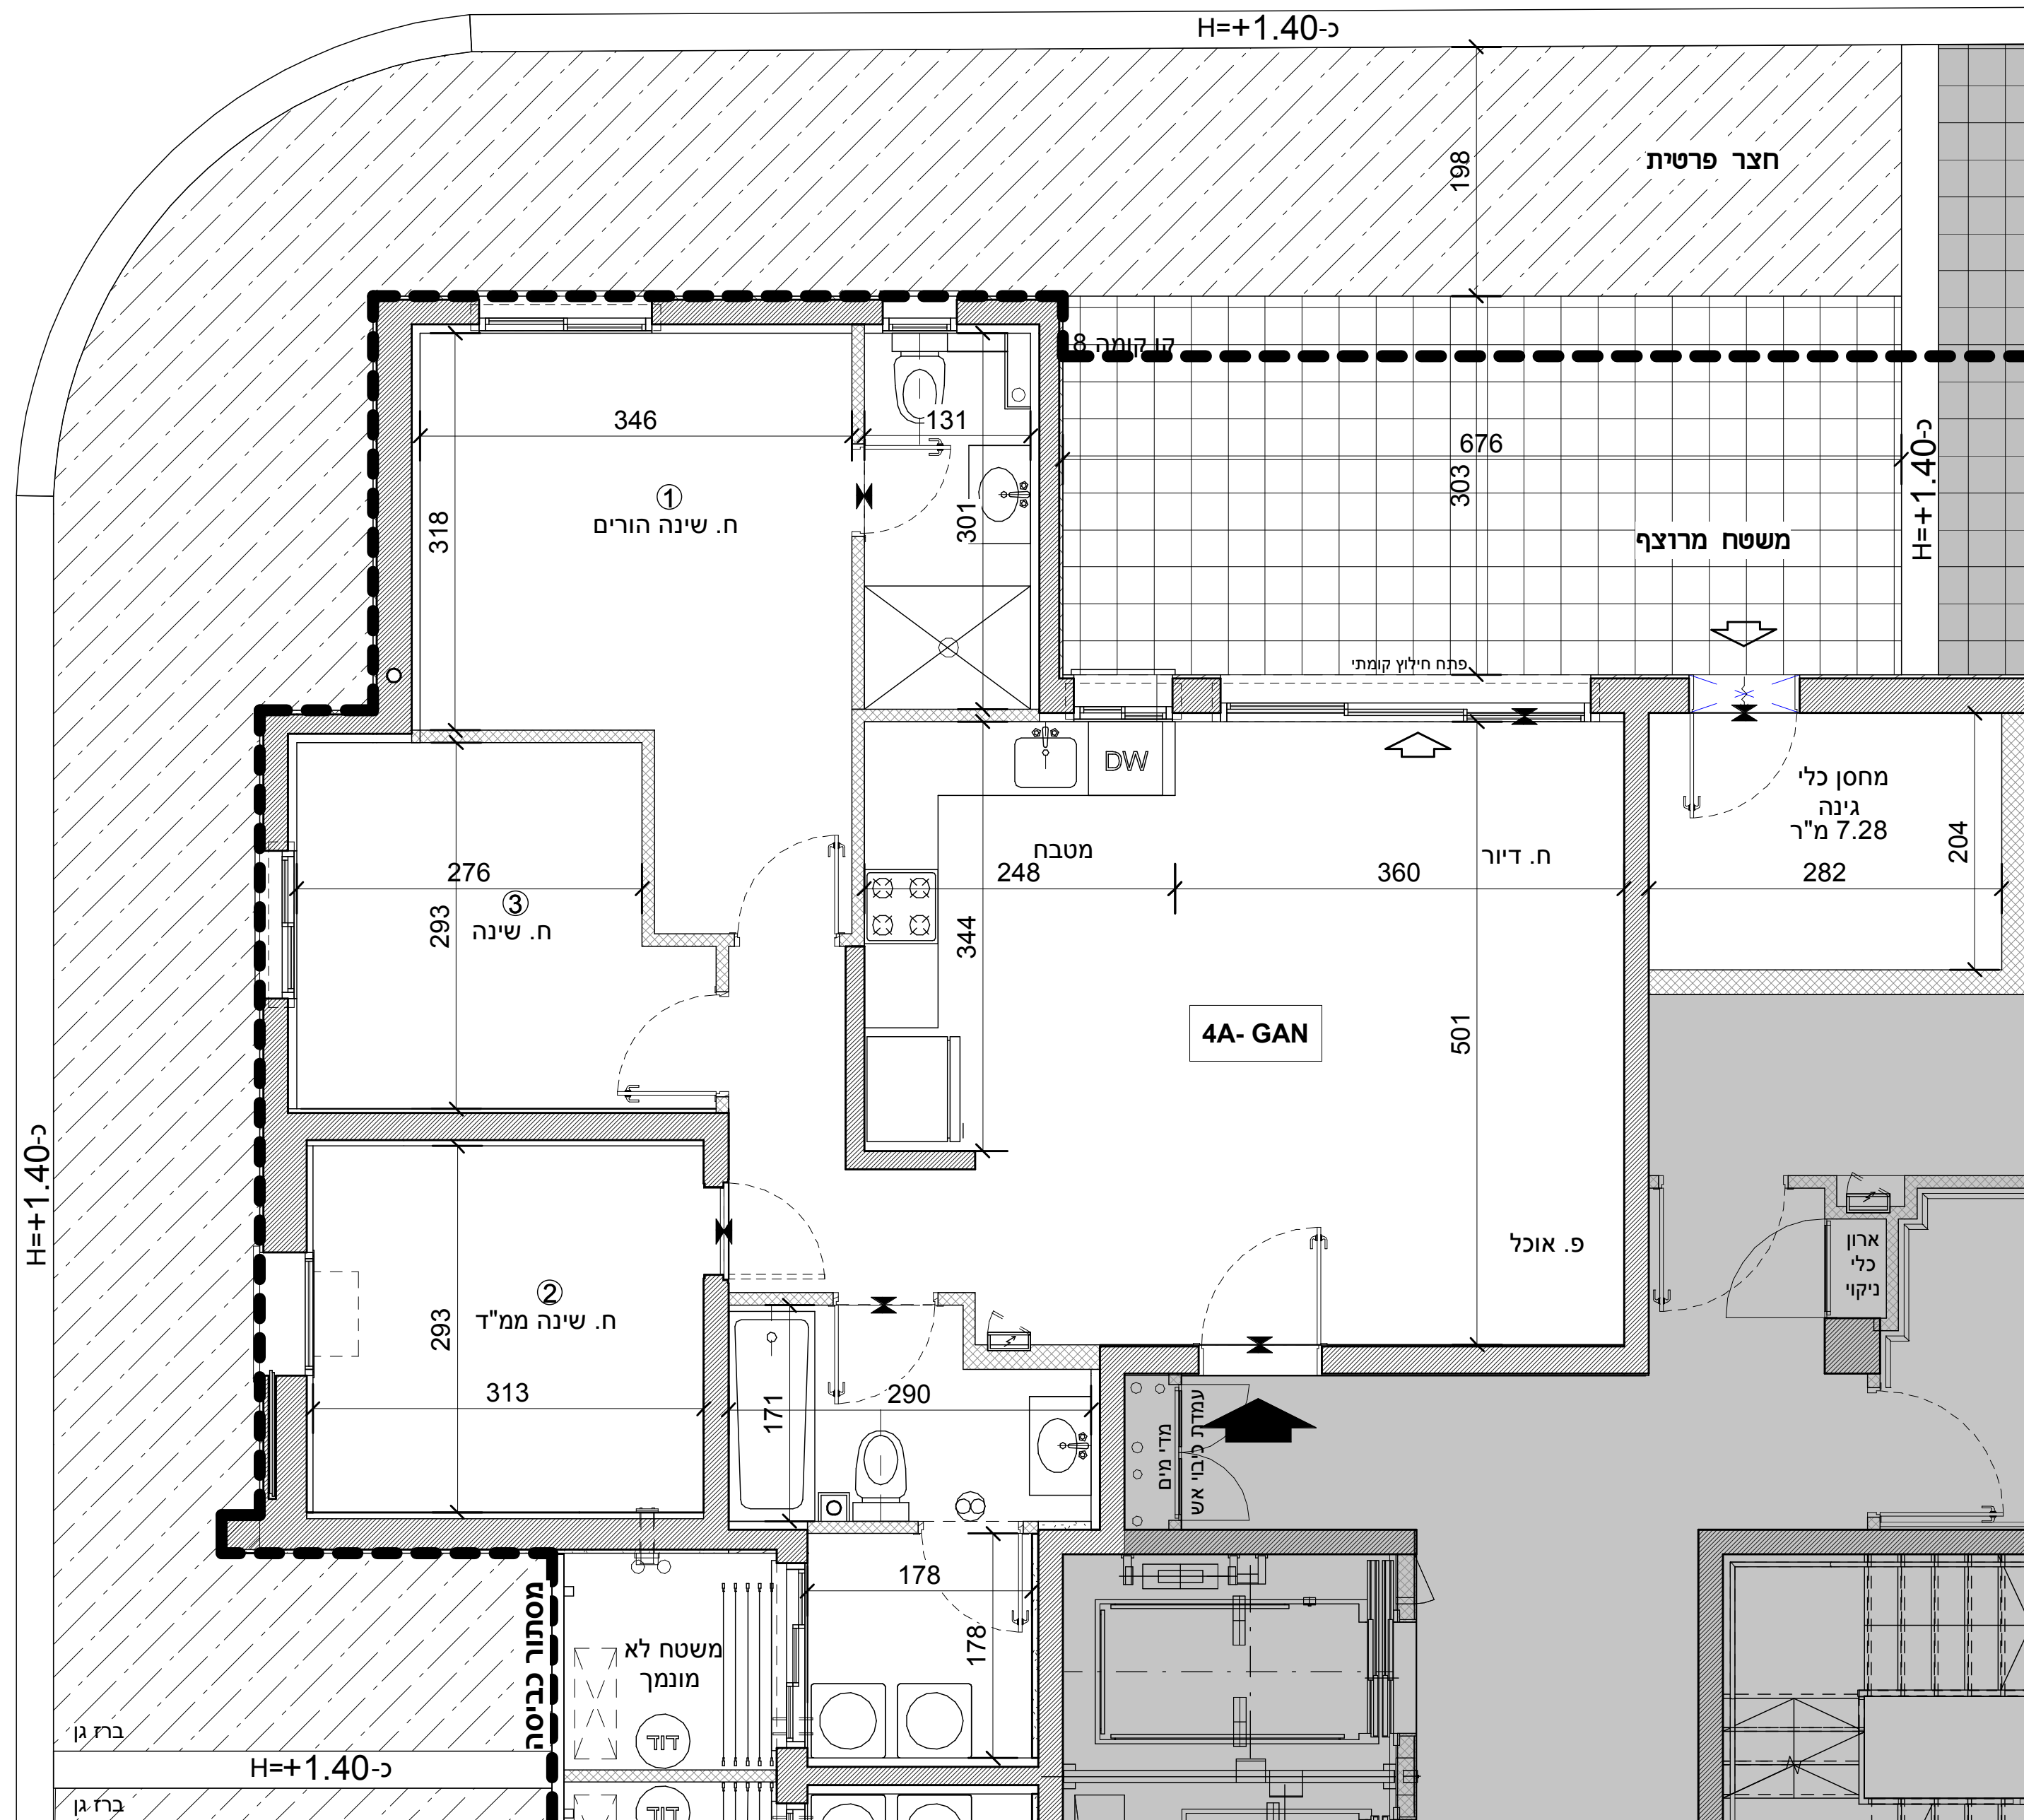 H=+1.40-כ
198
חצר פרטית
קו קומה 8
346
131
676
303
H=+1.40-כ
318
1
ח. שינה הורים
301
משטח מרוצף
פתח חילוץ קומתי
DW
מחסן כלי
גינה
7.28 מ"ר
204
מטבח
ח. דיור
276
248
360
282
3
ח. שינה
293
344
4A- GAN
501
H=+1.40-כ
פ. אוכל
ארון
כלי
ניקוי
2
ח. שינה ממ"ד
293
313
171
290
מדי מים
עמדת כיבוי אש
178
178
מסתור כביסה
משטח לא
מונמך
דוד
ברז גן
H=+1.40-כ
ברז גן
דוד